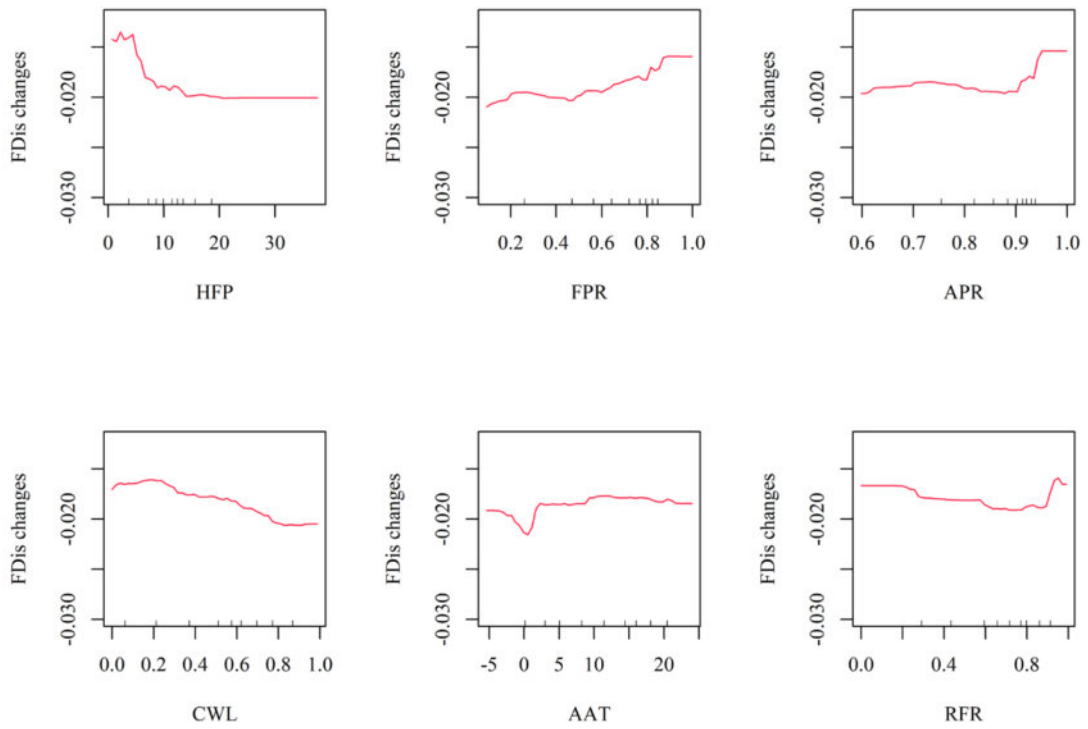 FDis changes
-0.030 -0.020
0 10 20 30
HFP
FDis changes
-0.030 -0.020
0.2 0.4 0.6 0.8 1.0
FPR
FDis changes
-0.030 -0.020
0.6 0.7 0.8 0.9 1.0
APR
FDis changes
-0.030 -0.020
0.0 0.2 0.4 0.6 0.8 1.0
CWL
FDis changes
-0.030 -0.020
-5 0 5 10 20
AAT
FDis changes
-0.030 -0.020
0.0 0.4 0.8
RFR